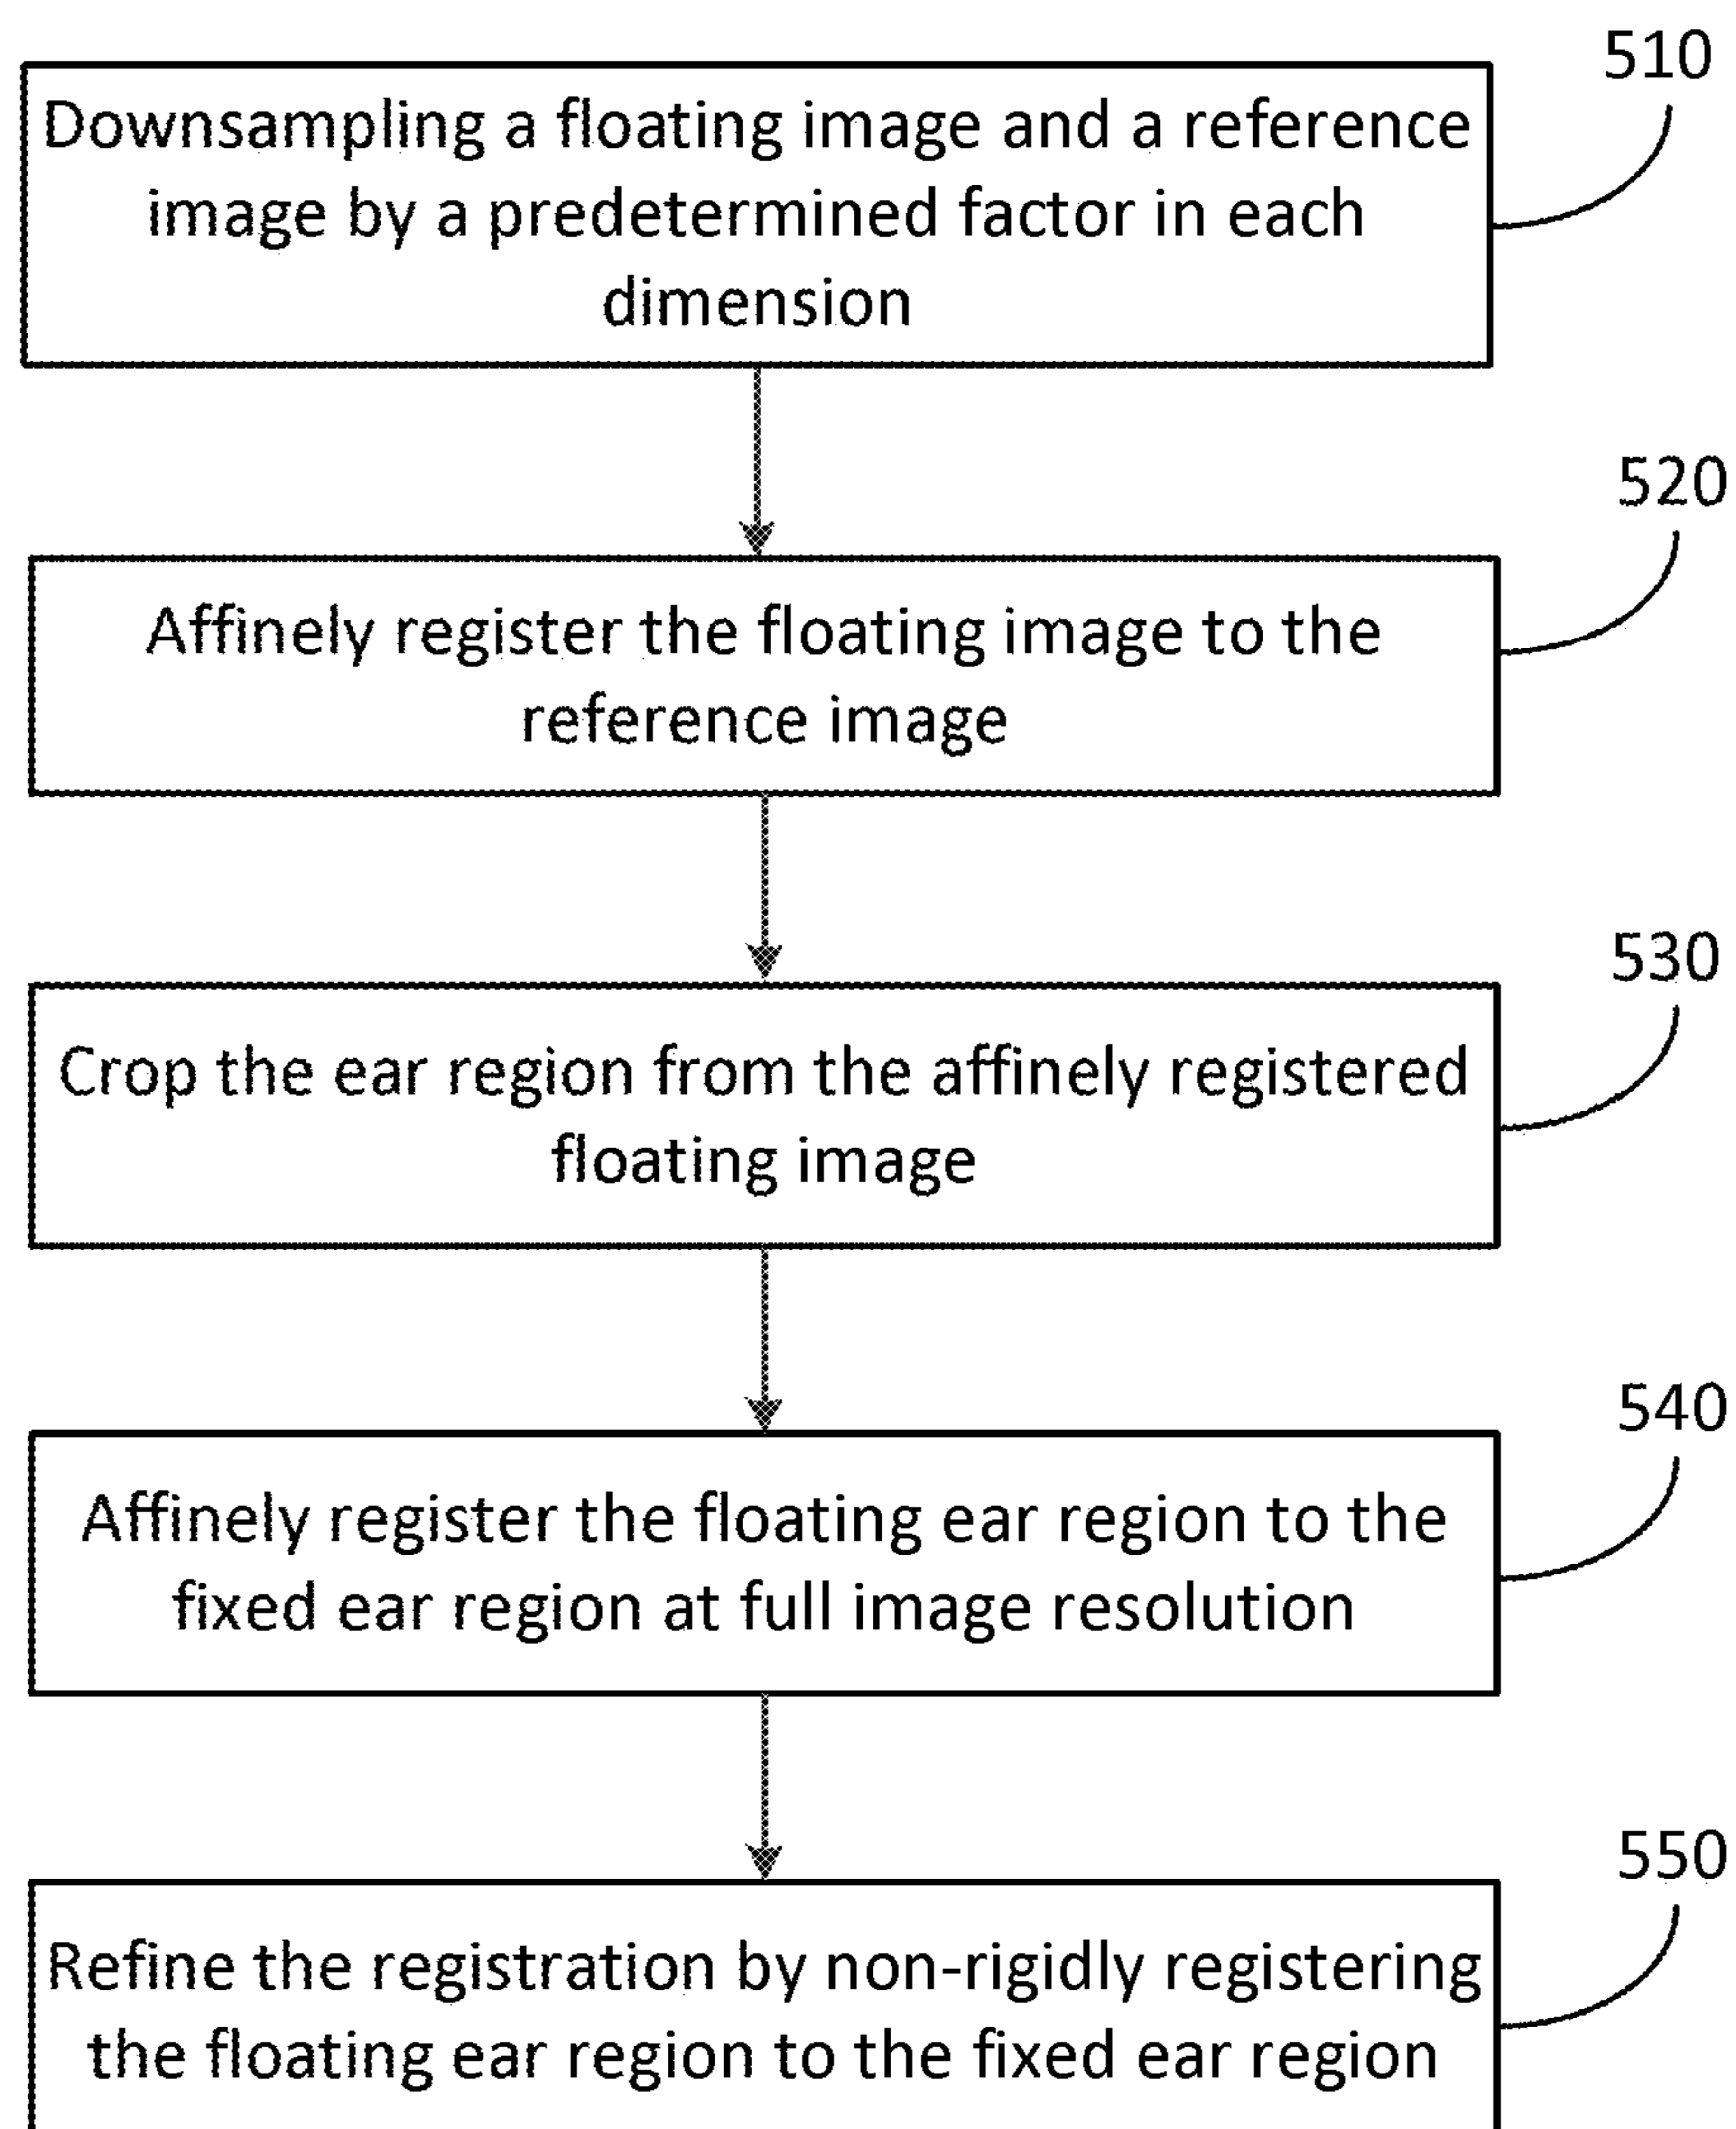 510
Downsampling a floating image and a reference
image by a predetermined factor in each
dimension
520
Affinely register the floating image to the
reference image
530
Crop the ear region from the affinely registered
floating image
540
Affinely register the floating ear region to the
fixed ear region at full image resolution
550
Refine the registration by non-rigidly registering
the floating ear region to the fixed ear region